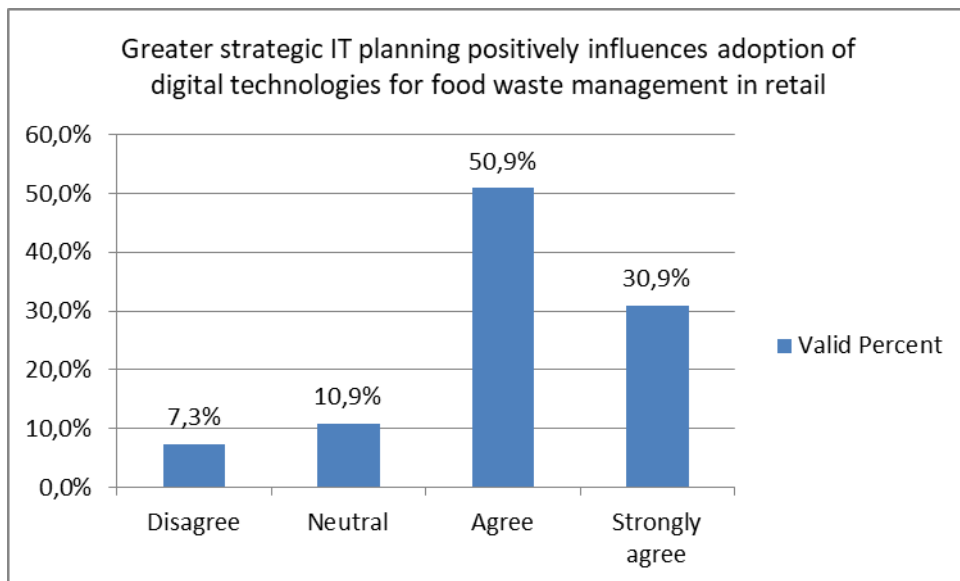 Greater strategic IT planning positively influences adoption of
digital technologies for food waste management in retail
60,0%
50,0%
40,0%
30,0%
20,0%
10,0%
0,0%
7,3%
10,9%
50,9%
30,9%
Disagree
Neutral
Agree
Strongly
agree
Valid Percent